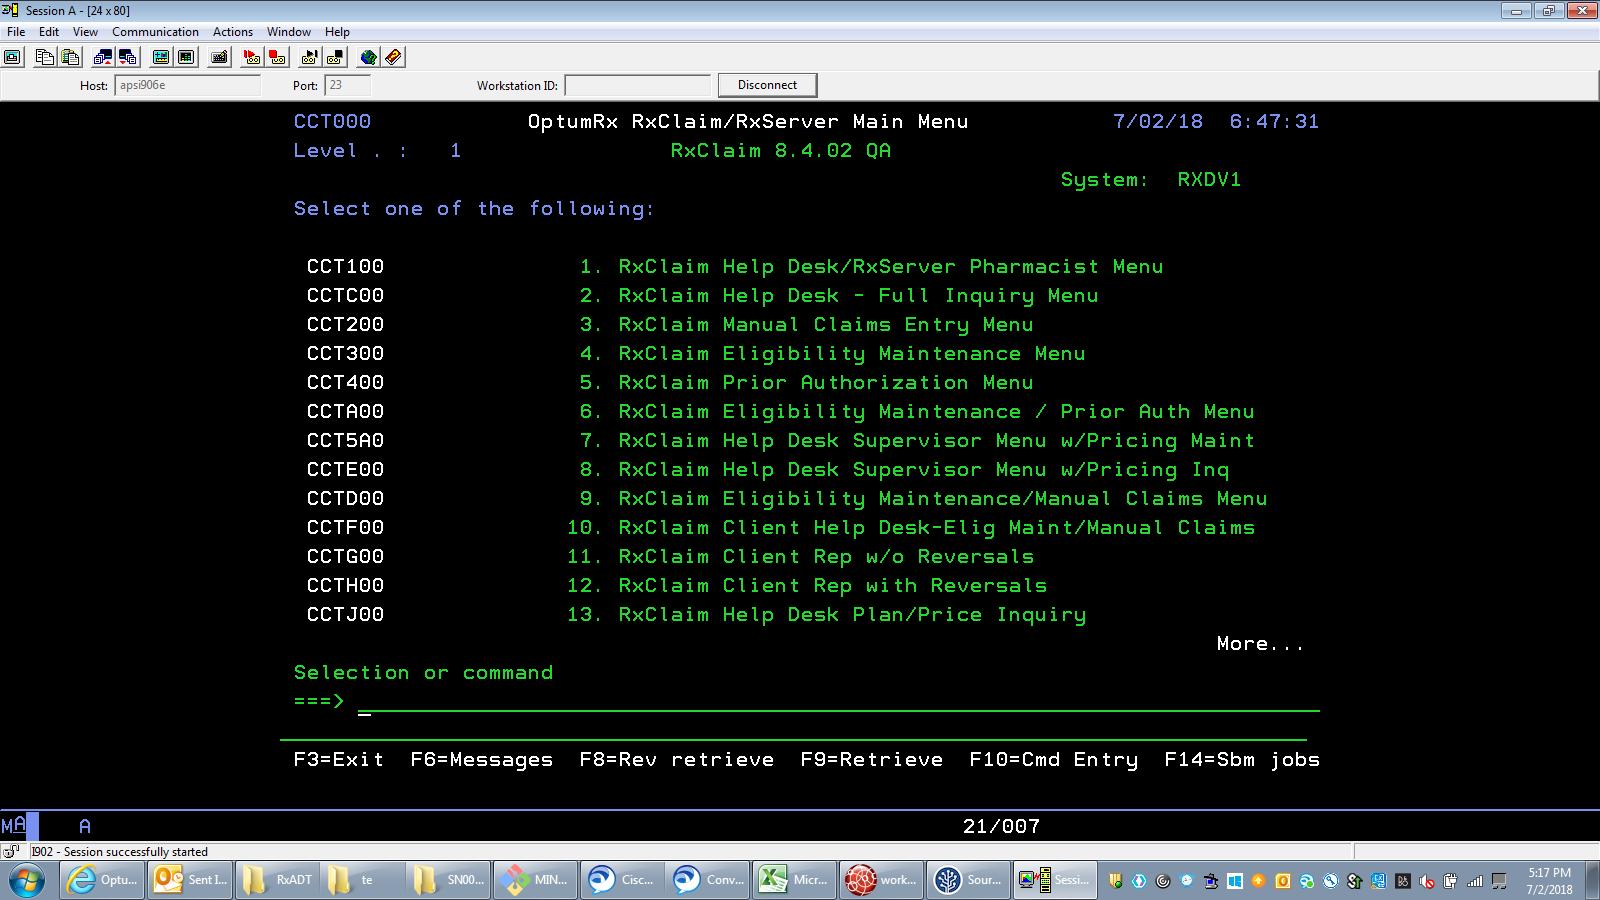 Session A - [24 x 80]
File Edit View Communication Actions Window Help
Host: apsi906e Port: 23 Workstation ID: Disconnect
CCT000 OptumRx RxClaim/RxServer Main Menu 7/02/18 6:47:31
Level . : 1 RxClaim 8.4.02 QA
System: RXDV1
Select one of the following:
CCT100 1. RxClaim Help Desk/RxServer Pharmacist Menu
CCTC00 2. RxClaim Help Desk - Full Inquiry Menu
CCT200 3. RxClaim Manual Claims Entry Menu
CCT300 4. RxClaim Eligibility Maintenance Menu
CCT400 5. RxClaim Prior Authorization Menu
CCTA00 6. RxClaim Eligibility Maintenance / Prior Auth Menu
CCT5A0 7. RxClaim Help Desk Supervisor Menu w/Pricing Maint
CCTE00 8. RxClaim Help Desk Supervisor Menu w/Pricing Inq
CCTD00 9. RxClaim Eligibility Maintenance/Manual Claims Menu
CCTF00 10. RxClaim Client Help Desk-Elig Maint/Manual Claims
CCTG00 11. RxClaim Client Rep w/o Reversals
CCTH00 12. RxClaim Client Rep with Reversals
CCTJ00 13. RxClaim Help Desk Plan/Price Inquiry
More...
Selection or command
===>
F3=Exit F6=Messages F8=Rev retrieve F9=Retrieve F10=Cmd Entry F14=Sbm jobs
MA A 21/007
I902 - Session successfully started
Optu... Sent I... RxADT te SN00... MIN... Cisc... Conv... Micr... work... Sour... Sessi... 5:17 PM
7/2/2018